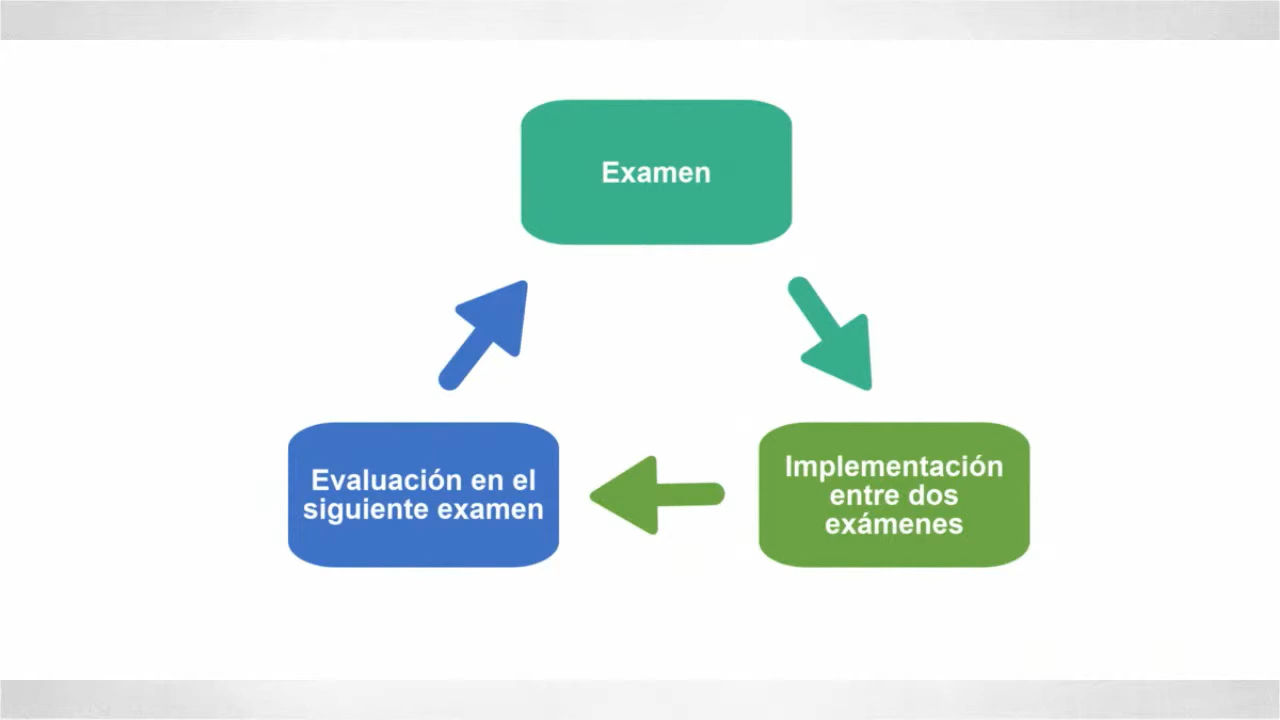 Examen
Implementación
entre dos
exámenes
Evaluación en el
siguiente examen